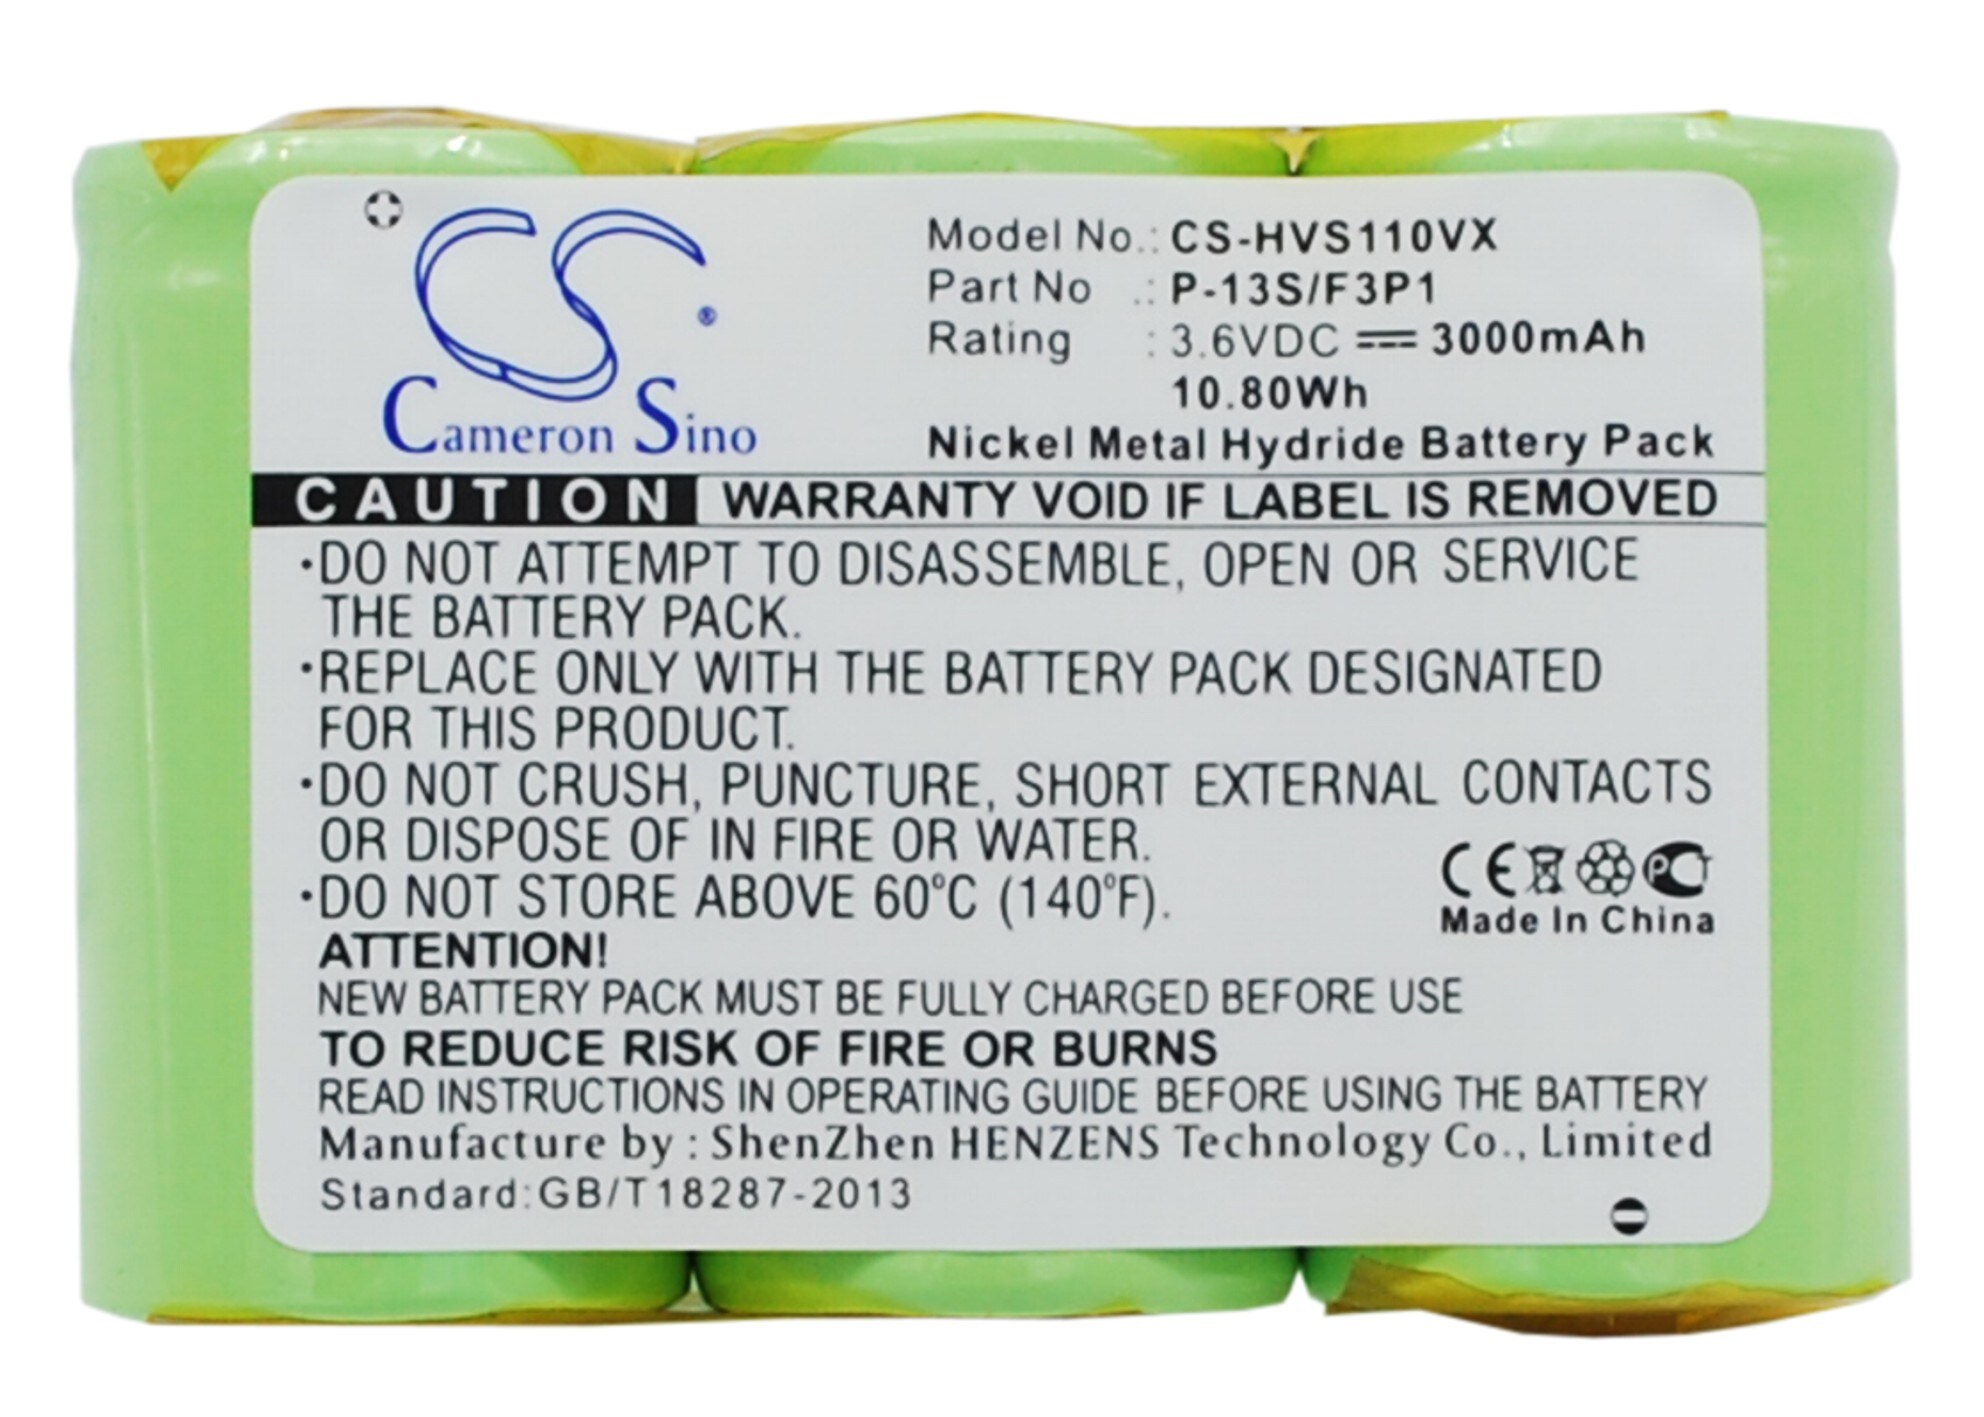 CS®
Cameron Sino
Model No.: CS-HVS110VX
Part No .: P-13S/F3P1
Rating : 3.6VDC 3000mAh
10.80Wh
Nickel Metal Hydride Battery Pack
CAUTION WARRANTY VOID IF LABEL IS REMOVED
·DO NOT ATTEMPT TO DISASSEMBLE, OPEN OR SERVICE
THE BATTERY PACK.
·REPLACE ONLY WITH THE BATTERY PACK DESIGNATED
FOR THIS PRODUCT.
·DO NOT CRUSH, PUNCTURE, SHORT EXTERNAL CONTACTS
OR DISPOSE OF IN FIRE OR WATER.
·DO NOT STORE ABOVE 60°C (140°F).
CE PCT
Made In China
ATTENTION!
NEW BATTERY PACK MUST BE FULLY CHARGED BEFORE USE
TO REDUCE RISK OF FIRE OR BURNS
READ INSTRUCTIONS IN OPERATING GUIDE BEFORE USING THE BATTERY
Manufacture by : ShenZhen HENZENS Technology Co., Limited
Standard:GB/T18287-2013